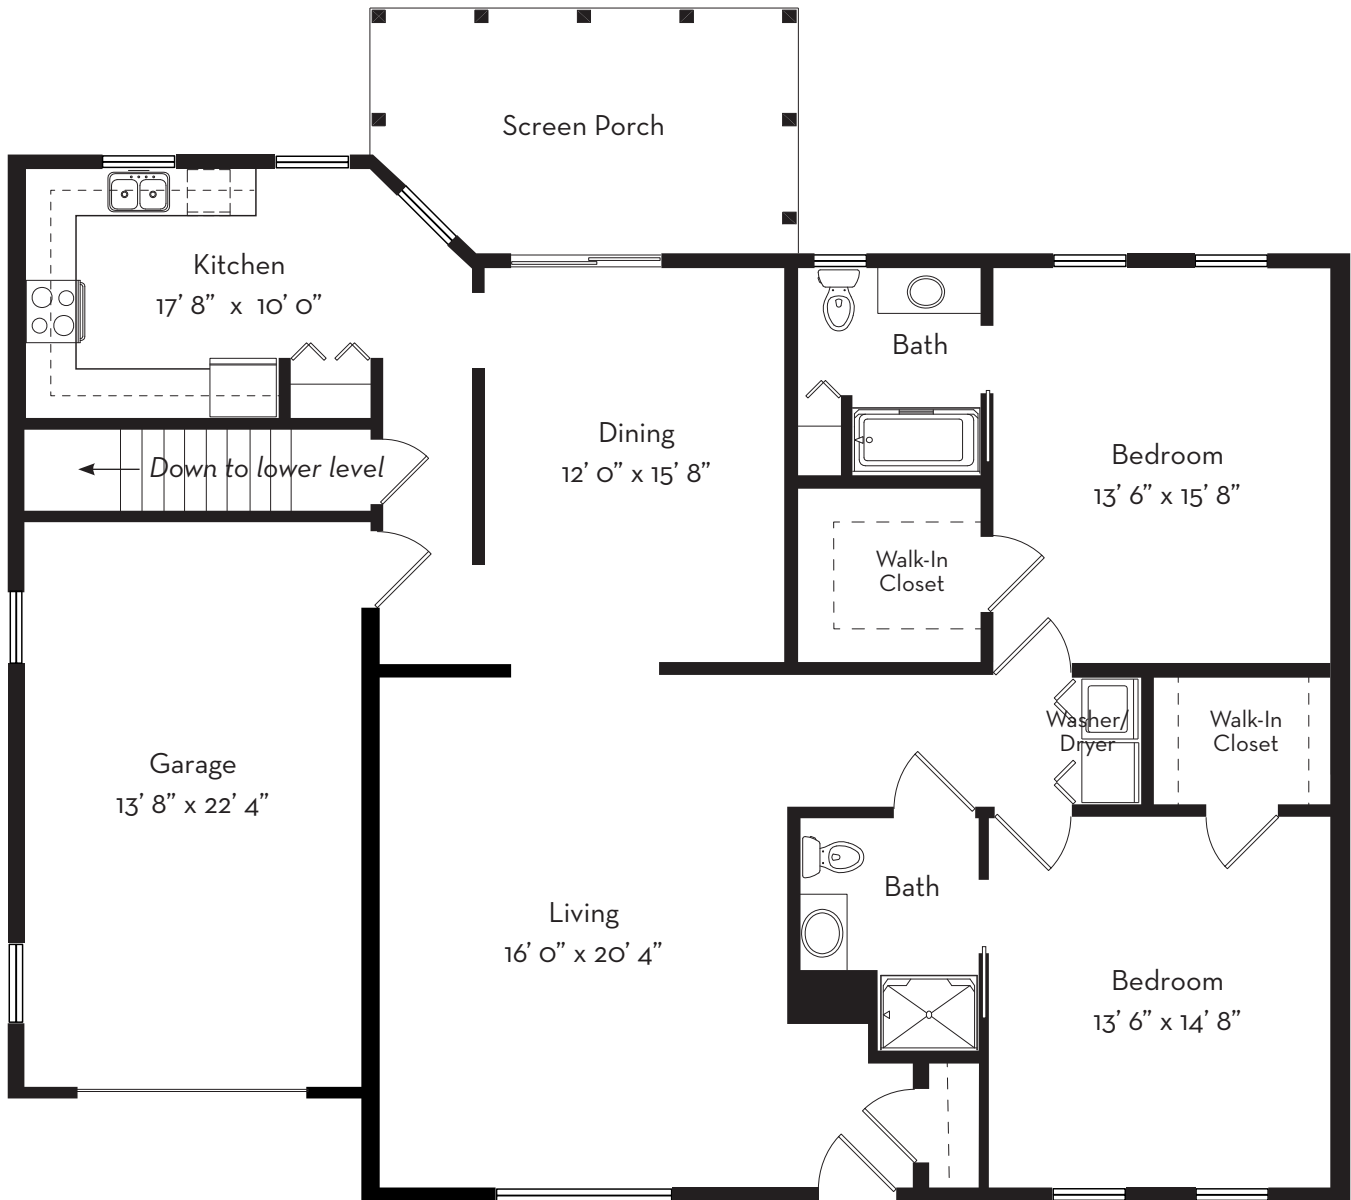 Screen Porch
Kitchen
17’ 8” x 10’ 0”
Bath
Dining
12’ 0” x 15’ 8”
Bedroom
13’ 6” x 15’ 8”
Down to lower level
Walk-In
Closet
Washer/
Dryer
Walk-In
Closet
Garage
13’ 8” x 22’ 4”
Bath
Living
16’ 0” x 20’ 4”
Bedroom
13’ 6” x 14’ 8”